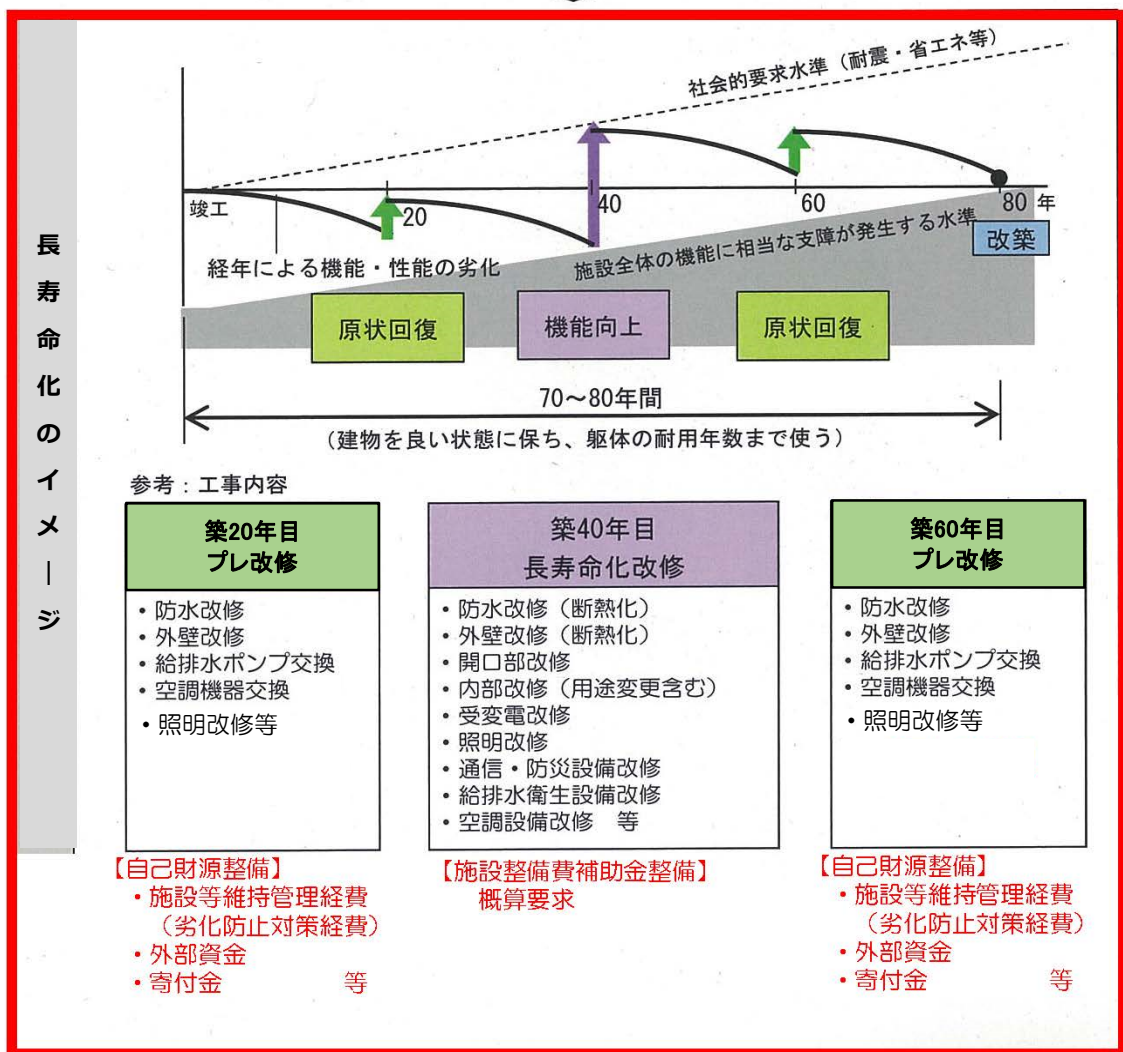 長寿命化のイメージ
社会的要求水準（耐震・省エネ等）
竣工
20
40
60
80 年
経年による機能・性能の劣化
施設全体の機能に相当な支障が発生する水準
改築
原状回復
機能向上
原状回復
70～80年間
（建物を良い状態に保ち、躯体の耐用年数まで使う）
参考：工事内容
築20年目
プレ改修
・防水改修
・外壁改修
・給排水ポンプ交換
・空調機器交換
・照明改修等
【自己財源整備】
・施設等維持管理経費
（劣化防止対策経費）
・外部資金
・寄付金　　　　　等
築40年目
長寿命化改修
・防水改修（断熱化）
・外壁改修（断熱化）
・開口部改修
・内部改修（用途変更含む）
・受変電改修
・照明改修
・通信・防災設備改修
・給排水衛生設備改修
・空調設備改修　等
【施設整備費補助金整備】
概算要求
築60年目
プレ改修
・防水改修
・外壁改修
・給排水ポンプ交換
・空調機器交換
・照明改修等
【自己財源整備】
・施設等維持管理経費
（劣化防止対策経費）
・外部資金
・寄付金　　　　　等